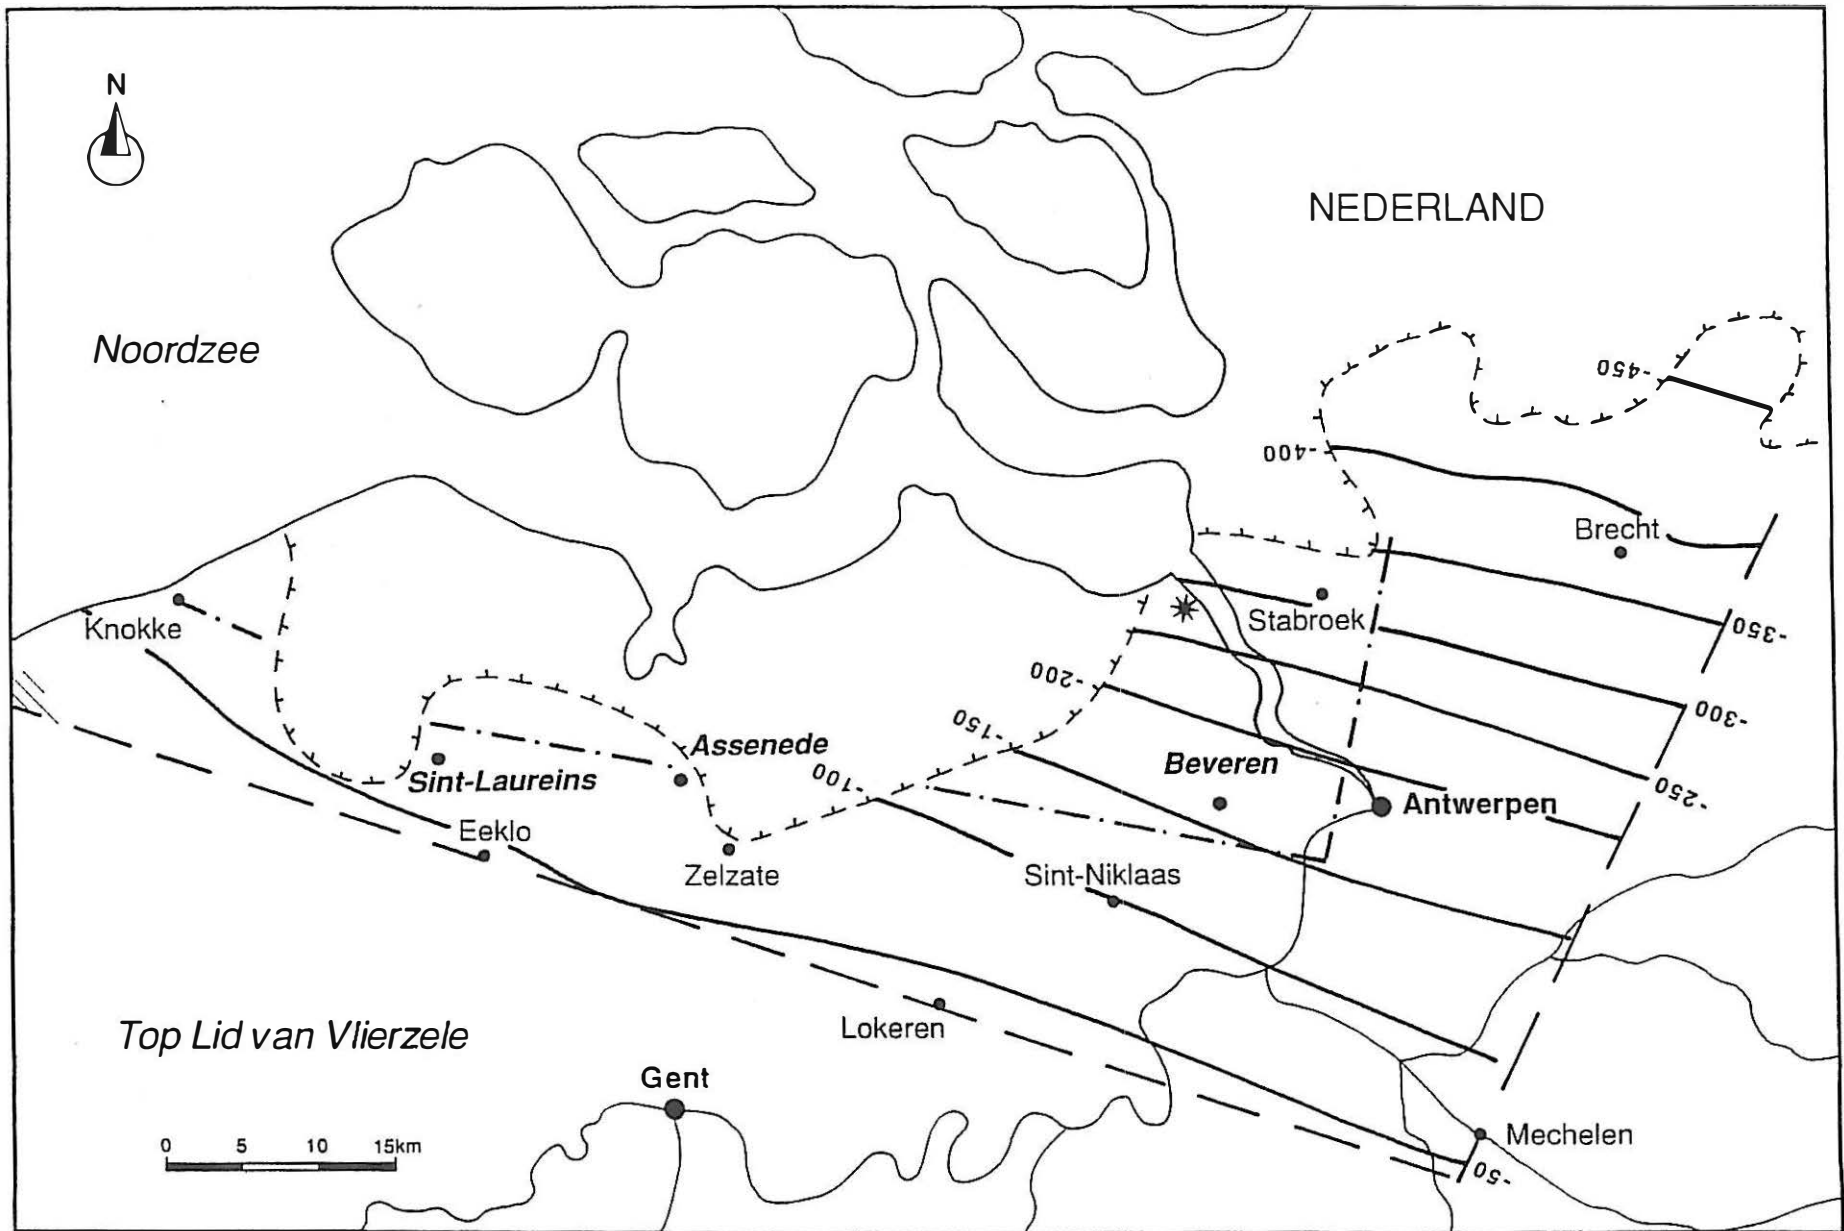 N
NEDERLAND
Noordzee
-450
-400
Brecht
Knokke
Stabroek
-350
-200
-300
-150
Assenede
Beveren
Sint-Laureins
-100
-250
Antwerpen
Eeklo
Zelzate
Sint-Niklaas
Top Lid van Vlierzele
Lokeren
Gent
0 5 10 15km
Mechelen
-50